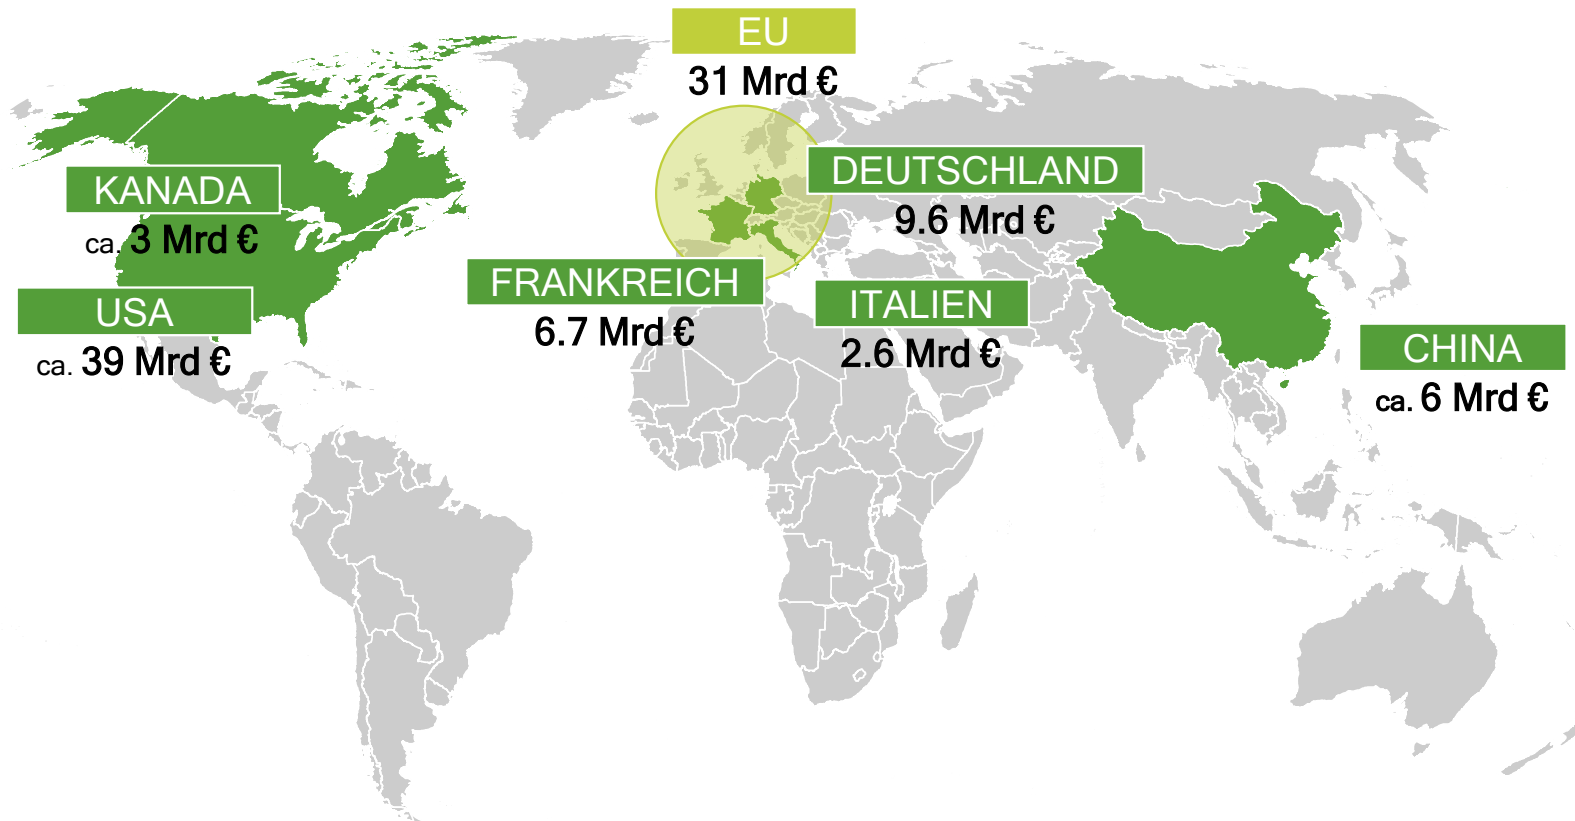 EU
31 Mrd €
KANADA
ca. 3 Mrd €
DEUTSCHLAND
9.6 Mrd €
FRANKREICH
6.7 Mrd €
USA
ca. 39 Mrd €
ITALIEN
2.6 Mrd €
CHINA
ca. 6 Mrd €